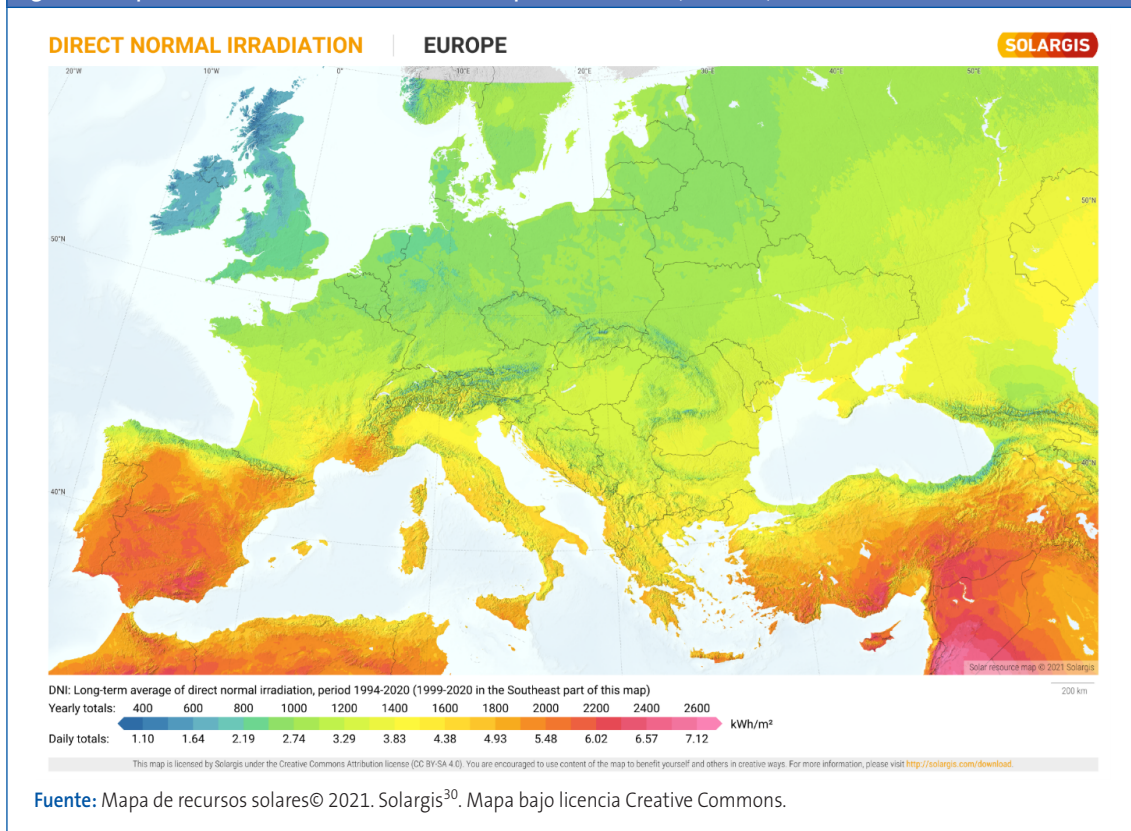 DIRECT NORMAL IRRADIATION EUROPE SOLARGIS
20°W 10°W 0° 10°E 20°E 30°E 40°E 50°E
50°N 50°N
40°N 40°N
Solar resource map © 2021 Solargis
DNI: Long-term average of direct normal irradiation, period 1994-2020 (1999-2020 in the Southeast part of this map)
200 km
Yearly totals: 400 600 800 1000 1200 1400 1600 1800 2000 2200 2400 2600
kWh/m²
Daily totals: 1.10 1.64 2.19 2.74 3.29 3.83 4.38 4.93 5.48 6.02 6.57 7.12
This map is licensed by Solargis under the Creative Commons Attribution license (CC BY-SA 4.0). You are encouraged to use content of the map to benefit yourself and others in creative ways. For more information, please visit http://solargis.com/download.
Fuente: Mapa de recursos solares© 2021. Solargis³⁰. Mapa bajo licencia Creative Commons.